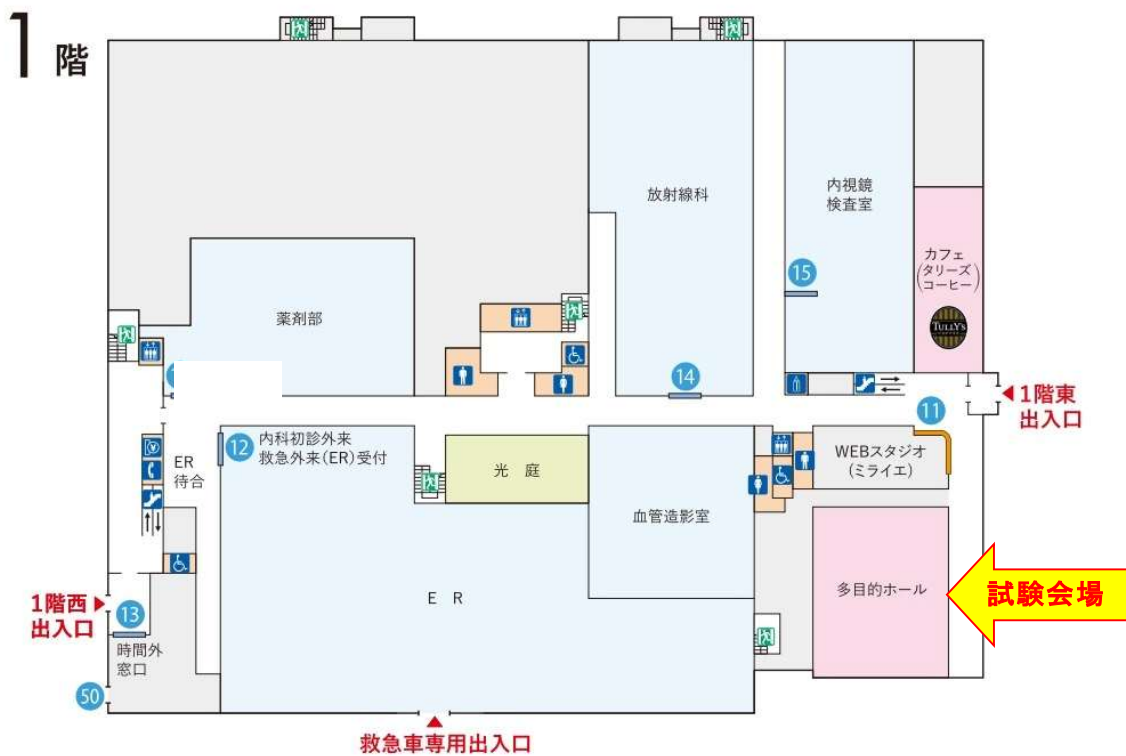 1階
放射線科
内視鏡
検査室
15
カフェ
(タリーズ
コーヒー)
TULLY'S
COFFEE
薬剤部
14
11
1階東
出入口
12
内科初診外来
救急外来(ER)受付
ER
待合
光 庭
WEBスタジオ
(ミライエ)
血管造影室
1階西
出入口
13
E R
多目的ホール
試験会場
時間外
窓口
50
救急車専用出入口